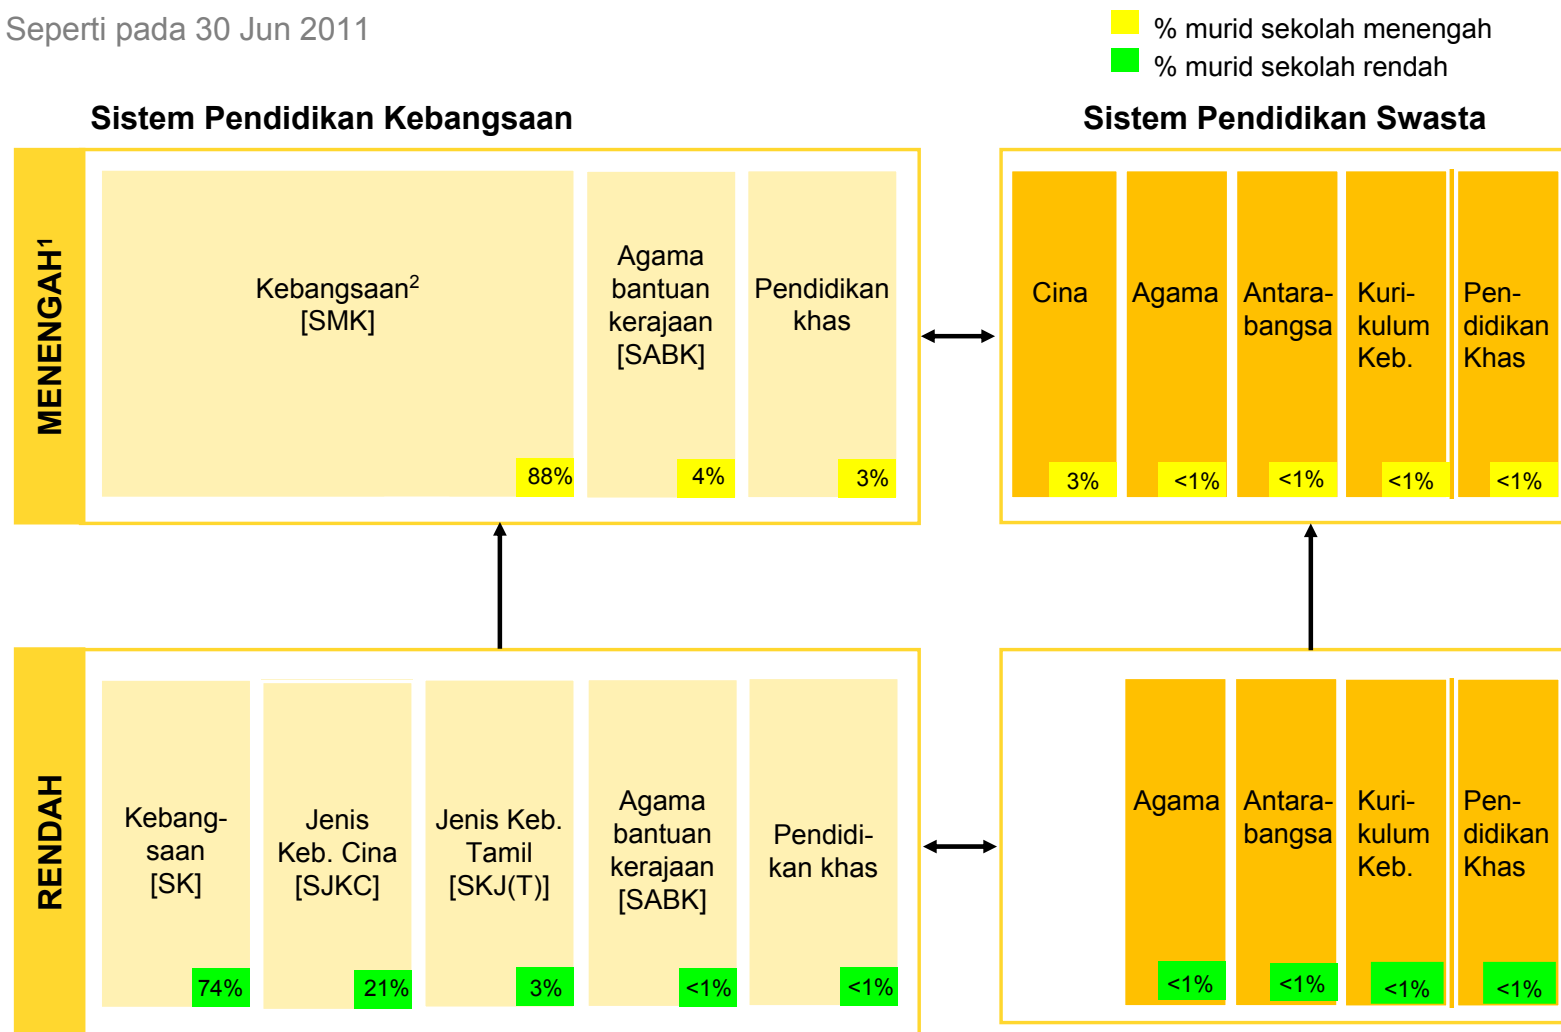 Seperti pada 30 Jun 2011
% murid sekolah menengah
% murid sekolah rendah
Sistem Pendidikan Kebangsaan
Sistem Pendidikan Swasta
MENENGAH¹
Kebangsaan²
[SMK]
88%
Agama
bantuan
kerajaan
[SABK]
4%
Pendidikan
khas
3%
Cina
3%
Agama
<1%
Antara-
bangsa
<1%
Kuri-
kulum
Keb.
<1%
Pen-
didikan
Khas
<1%
RENDAH
Kebang-
saan
[SK]
74%
Jenis
Keb. Cina
[SJKC]
21%
Jenis Keb.
Tamil
[SKJ(T)]
3%
Agama
bantuan
kerajaan
[SABK]
<1%
Pendidi-
kan khas
<1%
Agama
<1%
Antara-
bangsa
<1%
Kuri-
kulum
Keb.
<1%
Pen-
didikan
Khas
<1%